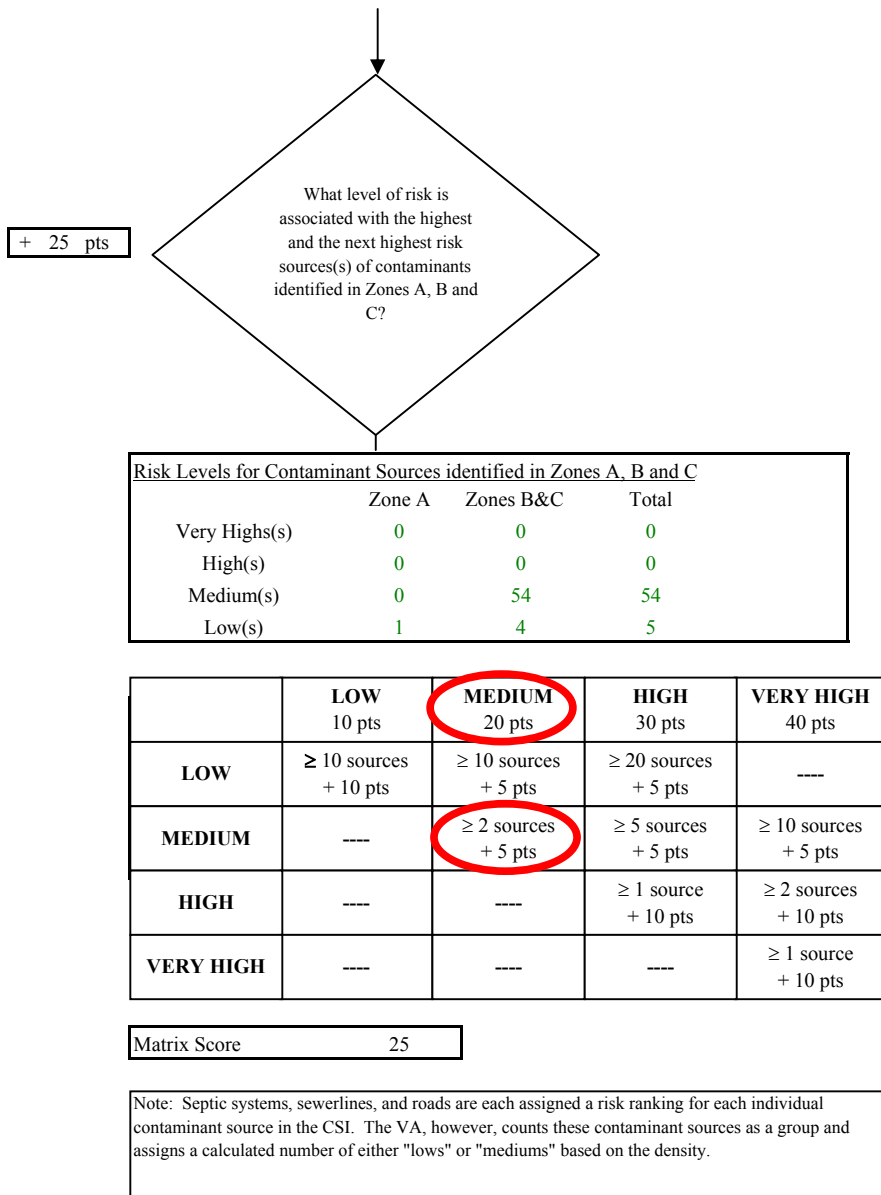 What level of risk is
associated with the highest
and the next highest risk
sources(s) of contaminants
identified in Zones A, B and
C?
+ 25 pts
Risk Levels for Contaminant Sources identified in Zones A, B and C
Zone A Zones B&C Total
Very Highs(s) 0 0 0
High(s) 0 0 0
Medium(s) 0 54 54
Low(s) 1 4 5
LOW MEDIUM HIGH VERY HIGH
10 pts 20 pts 30 pts 40 pts
LOW ≥ 10 sources ≥ 10 sources ≥ 20 sources ----
+ 10 pts + 5 pts + 5 pts
MEDIUM ---- ≥ 2 sources ≥ 5 sources ≥ 10 sources
+ 5 pts + 5 pts + 5 pts
HIGH ---- ---- ≥ 1 source ≥ 2 sources
+ 10 pts + 10 pts
VERY HIGH ---- ---- ---- ≥ 1 source
+ 10 pts
Matrix Score 25
Note: Septic systems, sewerlines, and roads are each assigned a risk ranking for each individual
contaminant source in the CSI. The VA, however, counts these contaminant sources as a group and
assigns a calculated number of either "lows" or "mediums" based on the density.